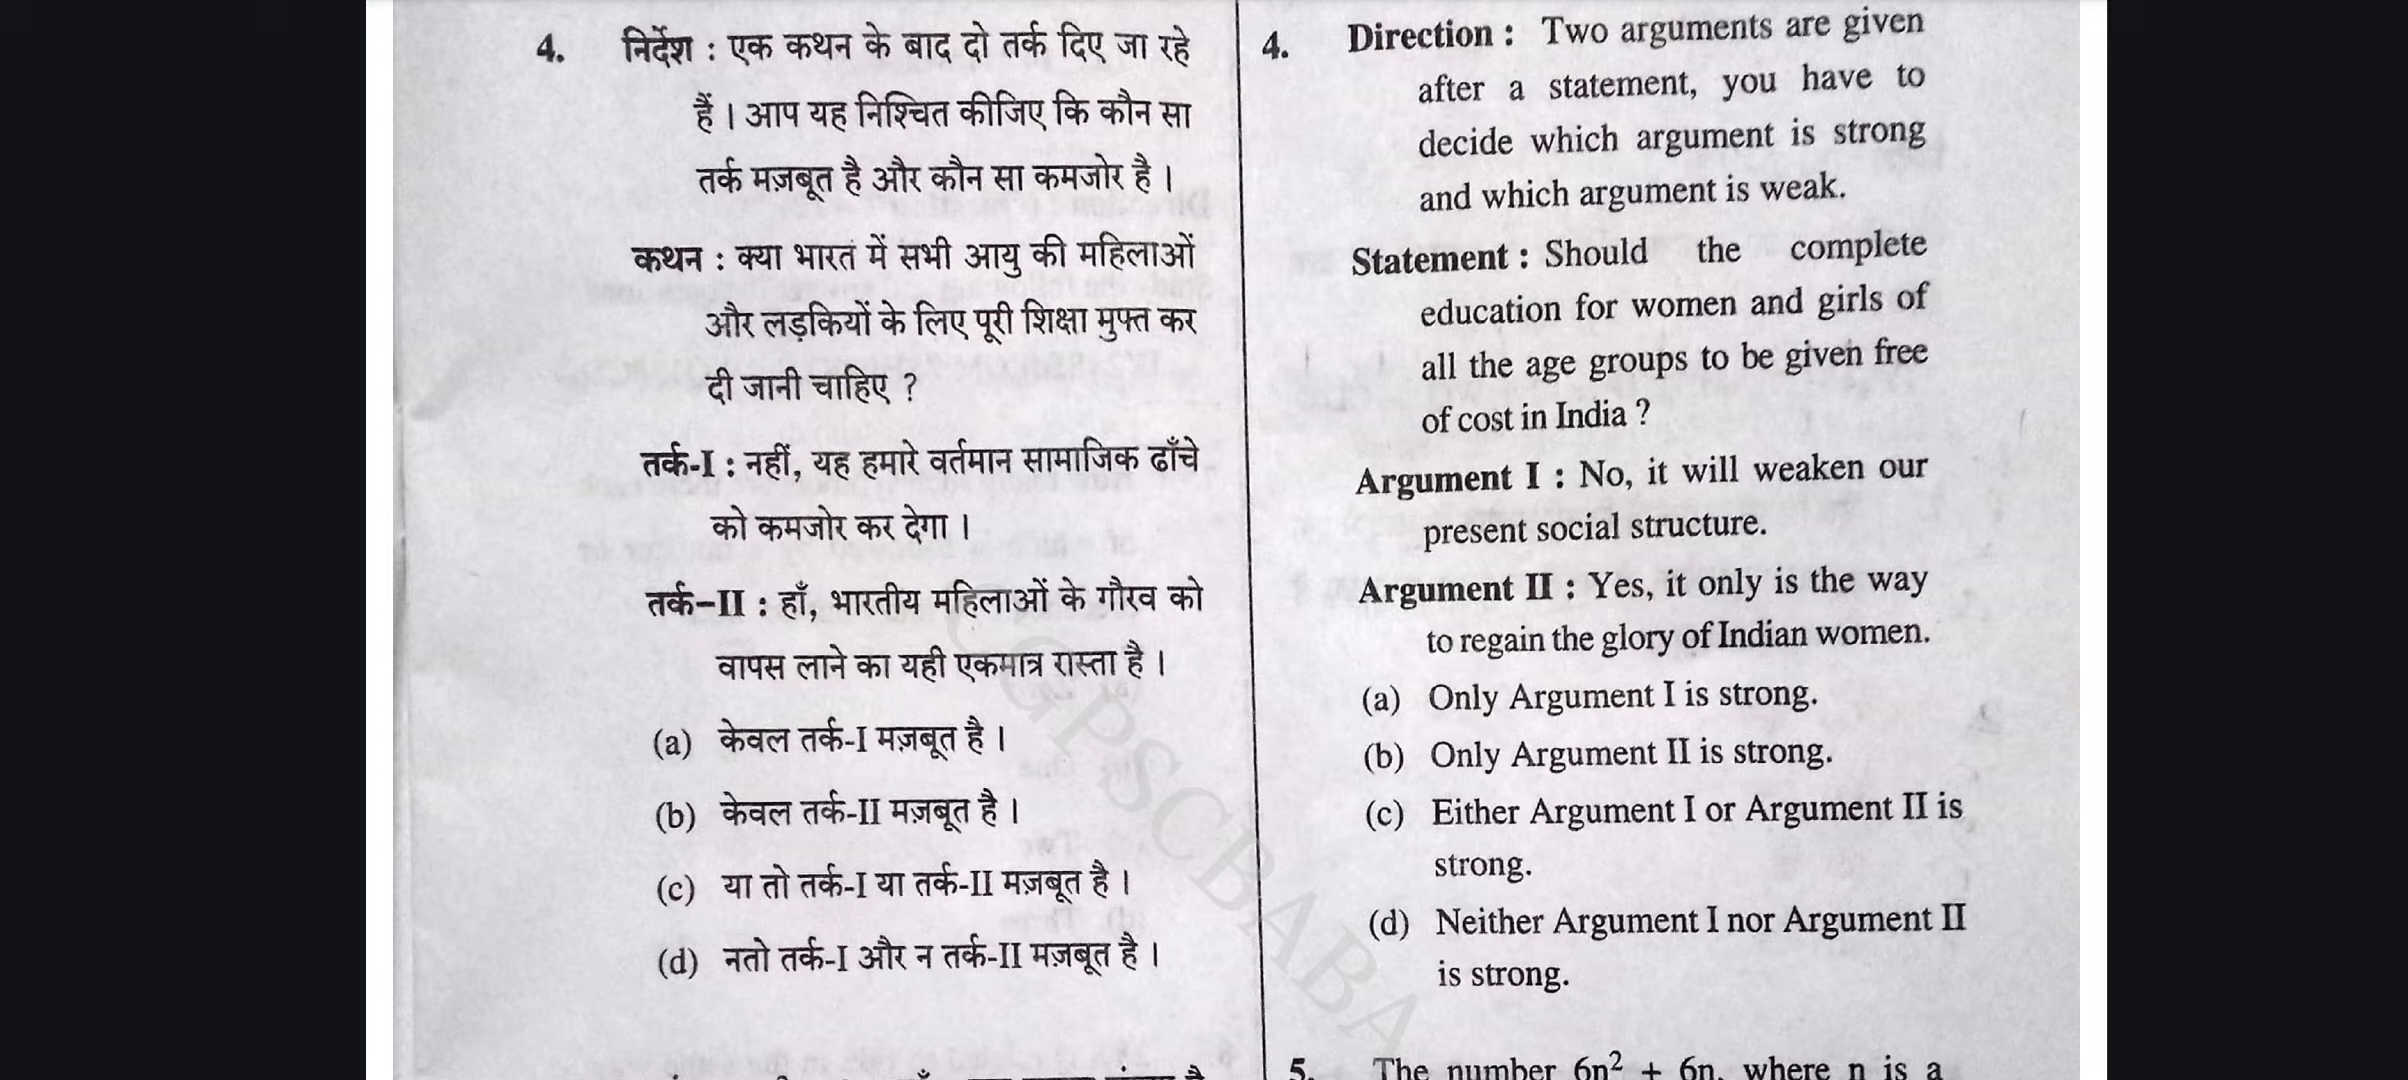 4. निर्देश : एक कथन के बाद दो तर्क दिए जा रहे
हैं । आप यह निश्चित कीजिए कि कौन सा
तर्क मज़बूत है और कौन सा कमजोर है ।
कथन : क्या भारत में सभी आयु की महिलाओं
और लड़कियों के लिए पूरी शिक्षा मुफ्त कर
दी जानी चाहिए ?
तर्क-I : नहीं, यह हमारे वर्तमान सामाजिक ढाँचे
को कमजोर कर देगा ।
तर्क–II : हाँ, भारतीय महिलाओं के गौरव को
वापस लाने का यही एकमात्र रास्ता है ।
(a) केवल तर्क-I मज़बूत है ।
(b) केवल तर्क-II मज़बूत है ।
(c) या तो तर्क-I या तर्क-II मज़बूत है ।
(d) नतो तर्क-I और न तर्क-II मज़बूत है ।
4. Direction : Two arguments are given
after a statement, you have to
decide which argument is strong
and which argument is weak.
Statement : Should the complete
education for women and girls of
all the age groups to be given free
of cost in India ?
Argument I : No, it will weaken our
present social structure.
Argument II : Yes, it only is the way
to regain the glory of Indian women.
(a) Only Argument I is strong.
(b) Only Argument II is strong.
(c) Either Argument I or Argument II is
strong.
(d) Neither Argument I nor Argument II
is strong.
5. The number 6n² + 6n, where n is a
CGPSCBABA